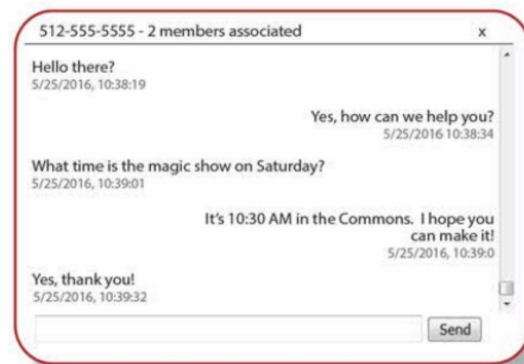 512-555-5555 - 2 members associated x
Hello there?
5/25/2016, 10:38:19
Yes, how can we help you?
5/25/2016 10:38:34
What time is the magic show on Saturday?
5/25/2016, 10:39:01
It's 10:30 AM in the Commons. I hope you
can make it!
5/25/2016, 10:39:0
Yes, thank you!
5/25/2016, 10:39:32
Send